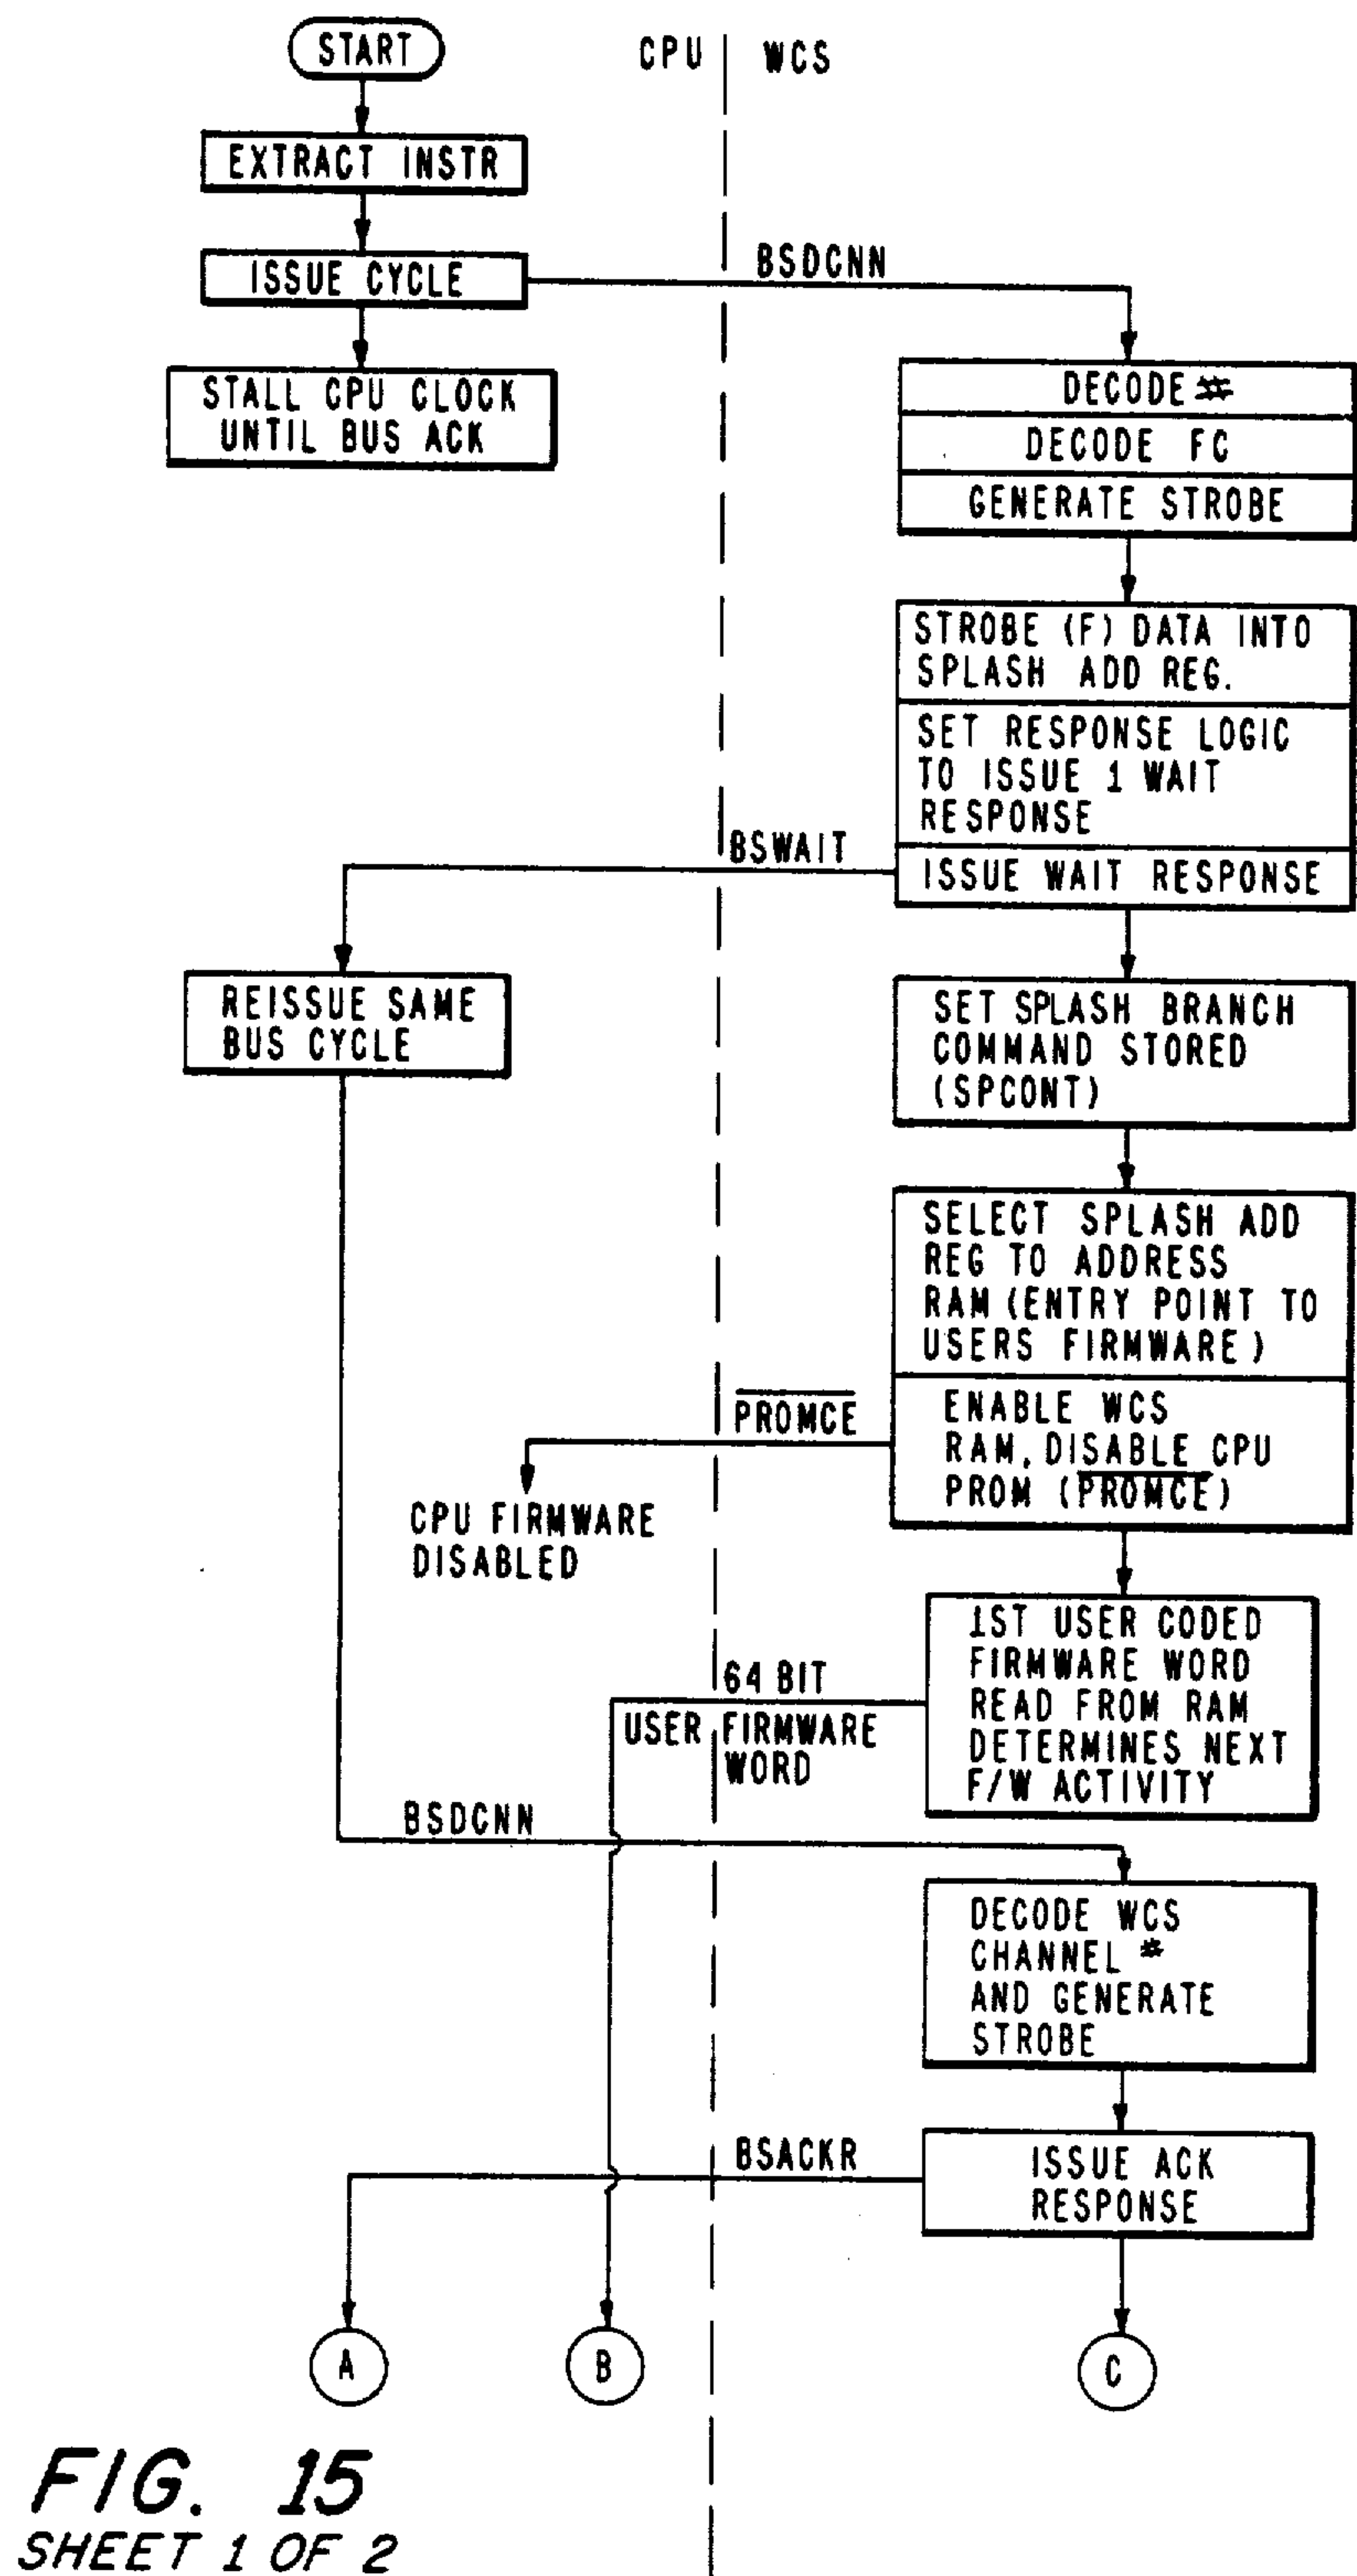 START
CPU
WCS
EXTRACT INSTR
ISSUE CYCLE
BSDCNN
STALL CPU CLOCK
UNTIL BUS ACK
DECODE #
DECODE FC
GENERATE STROBE
STROBE (F) DATA INTO
SPLASH ADD REG.
SET RESPONSE LOGIC
TO ISSUE 1 WAIT
RESPONSE
BSWAIT
ISSUE WAIT RESPONSE
REISSUE SAME
BUS CYCLE
SET SPLASH BRANCH
COMMAND STORED
(SPCONT)
SELECT SPLASH ADD
REG TO ADDRESS
RAM (ENTRY POINT TO
USERS FIRMWARE)
PROMCE
ENABLE WCS
RAM, DISABLE CPU
PROM (PROMCE)
CPU FIRMWARE
DISABLED
1ST USER CODED
FIRMWARE WORD
READ FROM RAM
DETERMINES NEXT
F/W ACTIVITY
64 BIT
USER FIRMWARE
WORD
BSDCNN
DECODE WCS
CHANNEL #
AND GENERATE
STROBE
BSACKR
ISSUE ACK
RESPONSE
A
B
C
FIG. 15
SHEET 1 OF 2